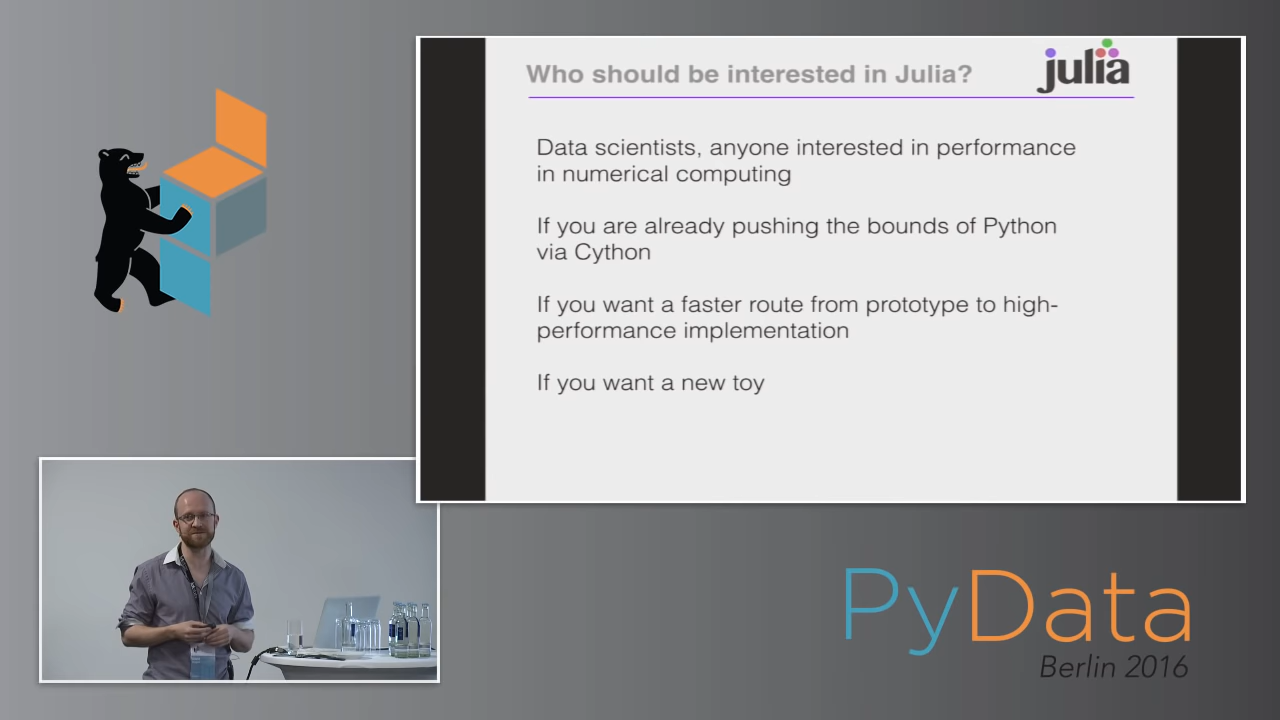 Who should be interested in Julia?
julia
Data scientists, anyone interested in performance
in numerical computing
If you are already pushing the bounds of Python
via Cython
If you want a faster route from prototype to high-
performance implementation
If you want a new toy
PyData
Berlin 2016